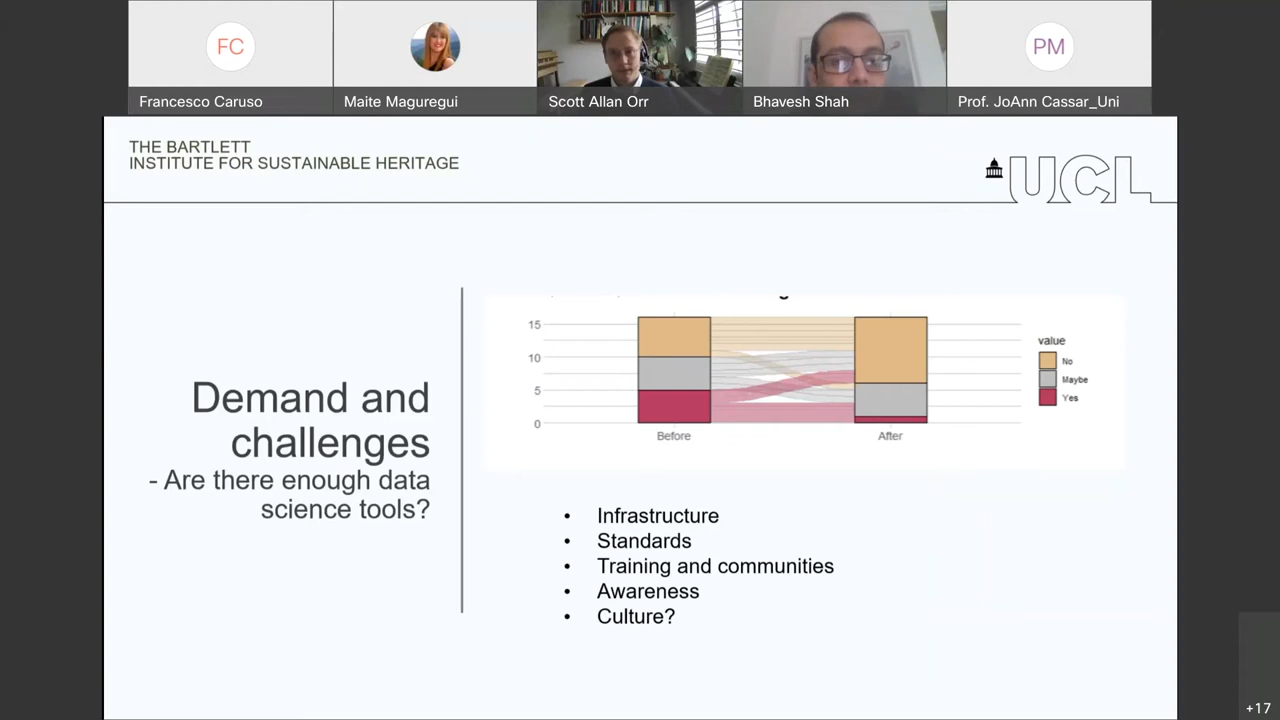 FC
PM
Francesco Caruso
Maite Maguregui
Scott Allan Orr
Bhavesh Shah
Prof. JoAnn Cassar_Uni
THE BARTLETT
INSTITUTE FOR SUSTAINABLE HERITAGE
UCL
Demand and
challenges
- Are there enough data
science tools?
15
10
5
0
Before
After
value
No
Maybe
Yes
• Infrastructure
• Standards
• Training and communities
• Awareness
• Culture?
+17